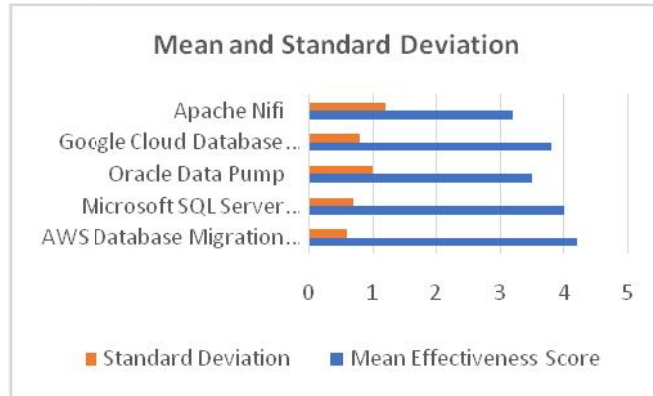 Mean and Standard Deviation
Apache Nifi
Google Cloud Database...
Oracle Data Pump
Microsoft SQL Server...
AWS Database Migration...
0 1 2 3 4 5
Standard Deviation Mean Effectiveness Score